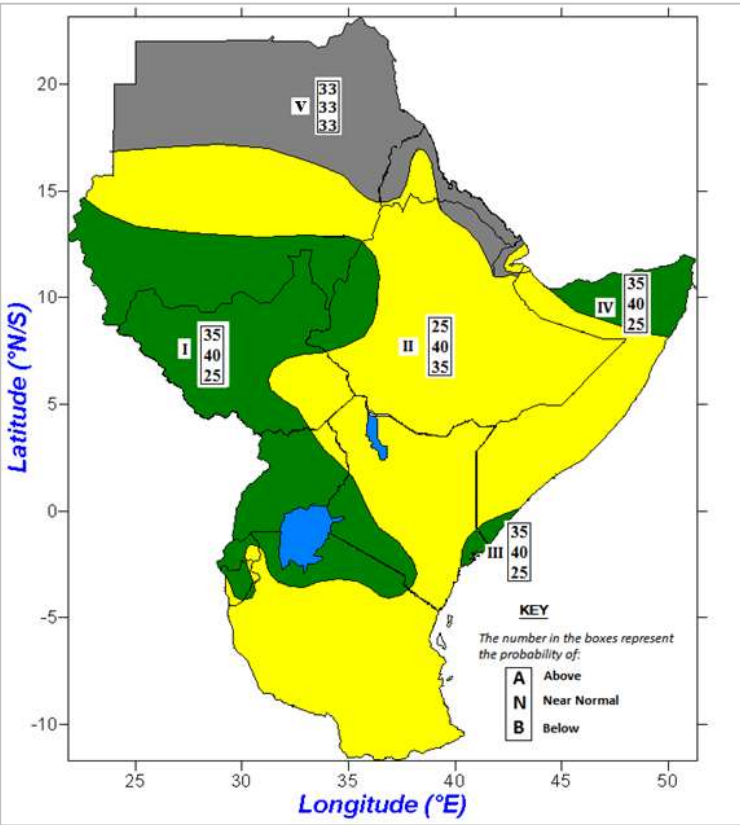 20
15
10
5
0
-5
-10
Latitude (°N/S)
V
33
33
33
IV
35
40
25
I
35
40
25
II
25
40
35
III
35
40
25
KEY
The number in the boxes represent
the probability of:
A Above
N Near Normal
B Below
25 30 35 40 45 50
Longitude (°E)